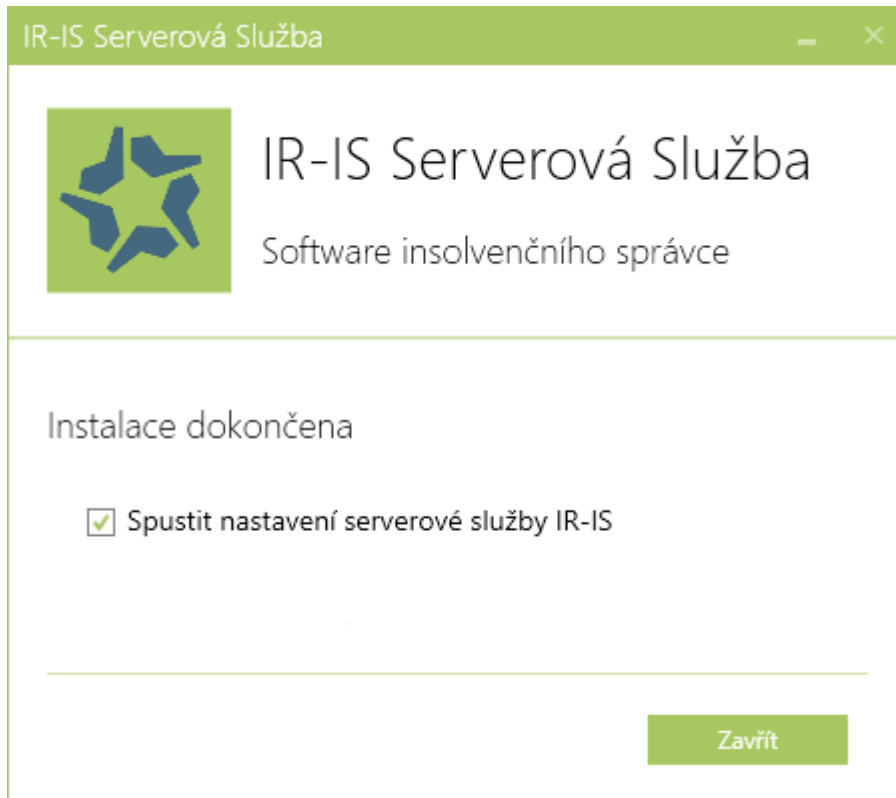 IR-IS Serverová Služba
IR-IS Serverová Služba
Software insolvenčního správce
Instalace dokončena
Spustit nastavení serverové služby IR-IS
Zavřít